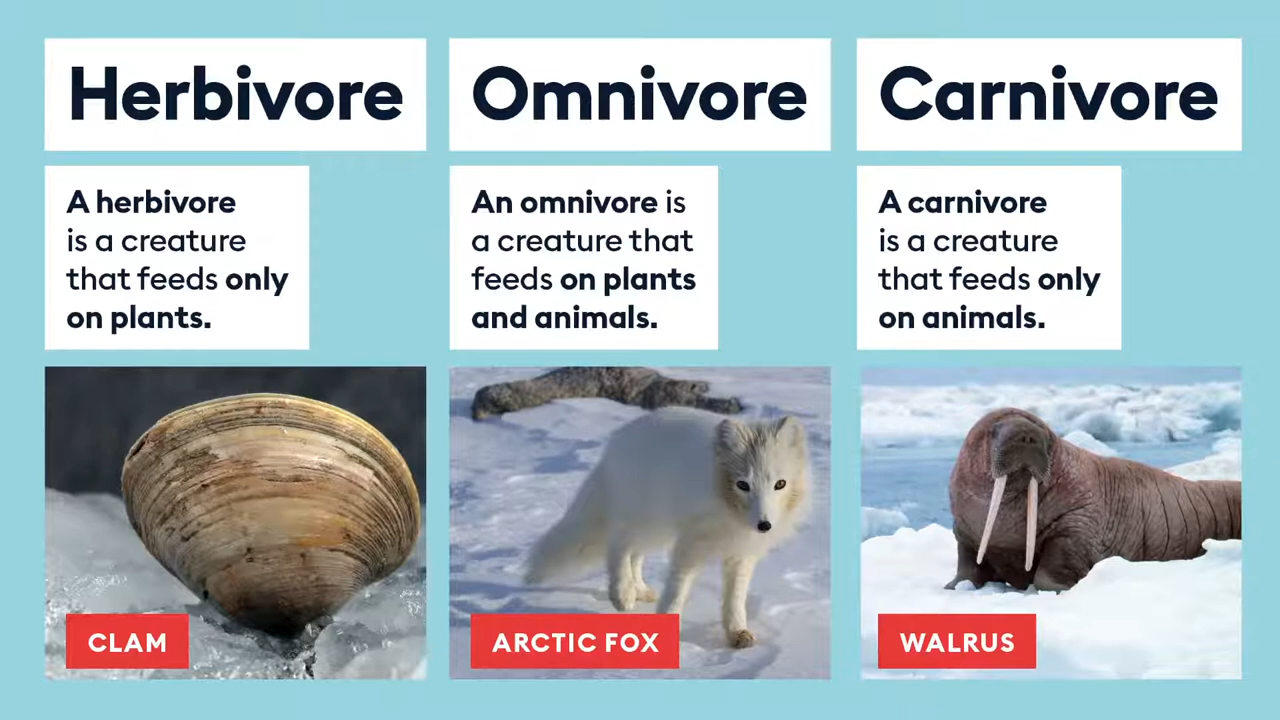 Herbivore
A herbivore
is a creature
that feeds only
on plants.
CLAM
Omnivore
An omnivore is
a creature that
feeds on plants
and animals.
ARCTIC FOX
Carnivore
A carnivore
is a creature
that feeds only
on animals.
WALRUS